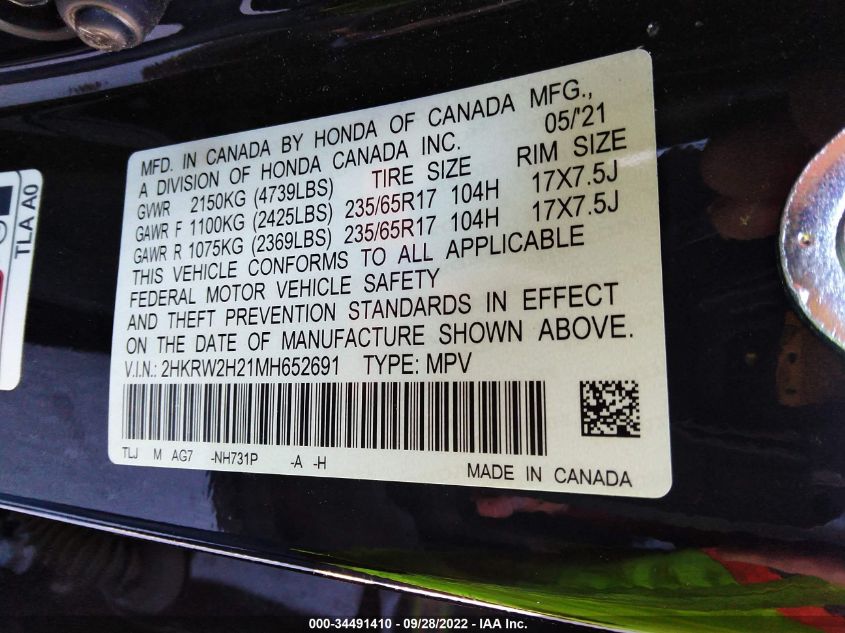 MFD. IN CANADA BY HONDA OF CANADA MFG.,
A DIVISION OF HONDA CANADA INC. 05/'21
GVWR 2150KG (4739LBS) TIRE SIZE RIM SIZE
GAWR F 1100KG (2425LBS) 235/65R17 104H 17X7.5J
GAWR R 1075KG (2369LBS) 235/65R17 104H 17X7.5J
THIS VEHICLE CONFORMS TO ALL APPLICABLE
FEDERAL MOTOR VEHICLE SAFETY
AND THEFT PREVENTION STANDARDS IN EFFECT
ON THE DATE OF MANUFACTURE SHOWN ABOVE.
V.I.N.: 2HKRW2H21MH652691 TYPE: MPV
TLJ M AG7 -NH731P -A -H
MADE IN CANADA
TLA A0
000-34491410 - 09/28/2022 - IAA Inc.